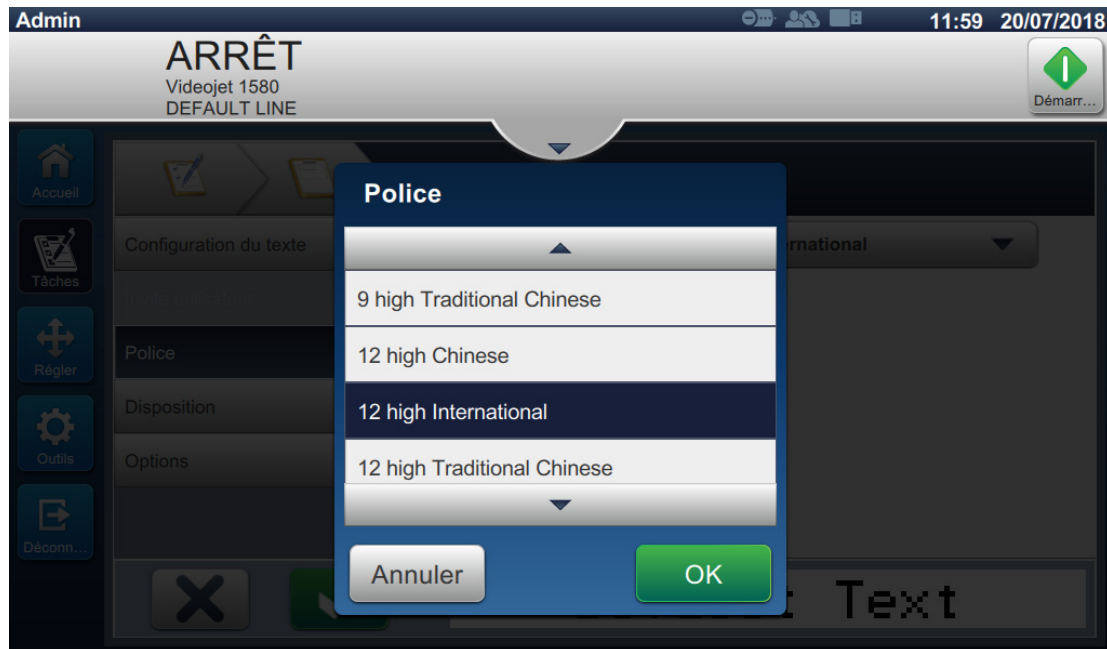 Admin
11:59 20/07/2018
ARRÊT
Videojet 1580
DEFAULT LINE
Démarr...
Accueil
Tâches
Régler
Outils
Déconn...
Configuration du texte
Police
Disposition
Options
rnational
Police
9 high Traditional Chinese
12 high Chinese
12 high International
12 high Traditional Chinese
Annuler
OK
Text